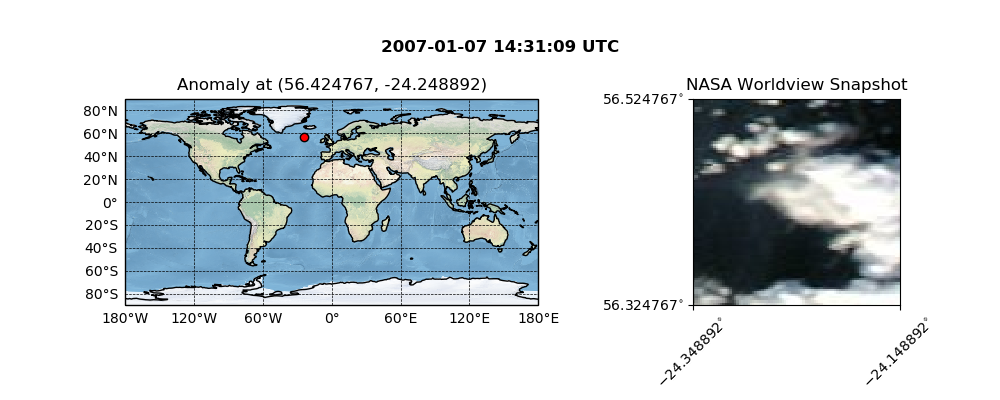 2007-01-07 14:31:09 UTC
Anomaly at (56.424767, -24.248892)
80°N
60°N
40°N
20°N
0°
20°S
40°S
60°S
80°S
180°W 120°W 60°W 0° 60°E 120°E 180°E
NASA Worldview Snapshot
56.524767°
56.324767°
−24.348892° −24.148892°